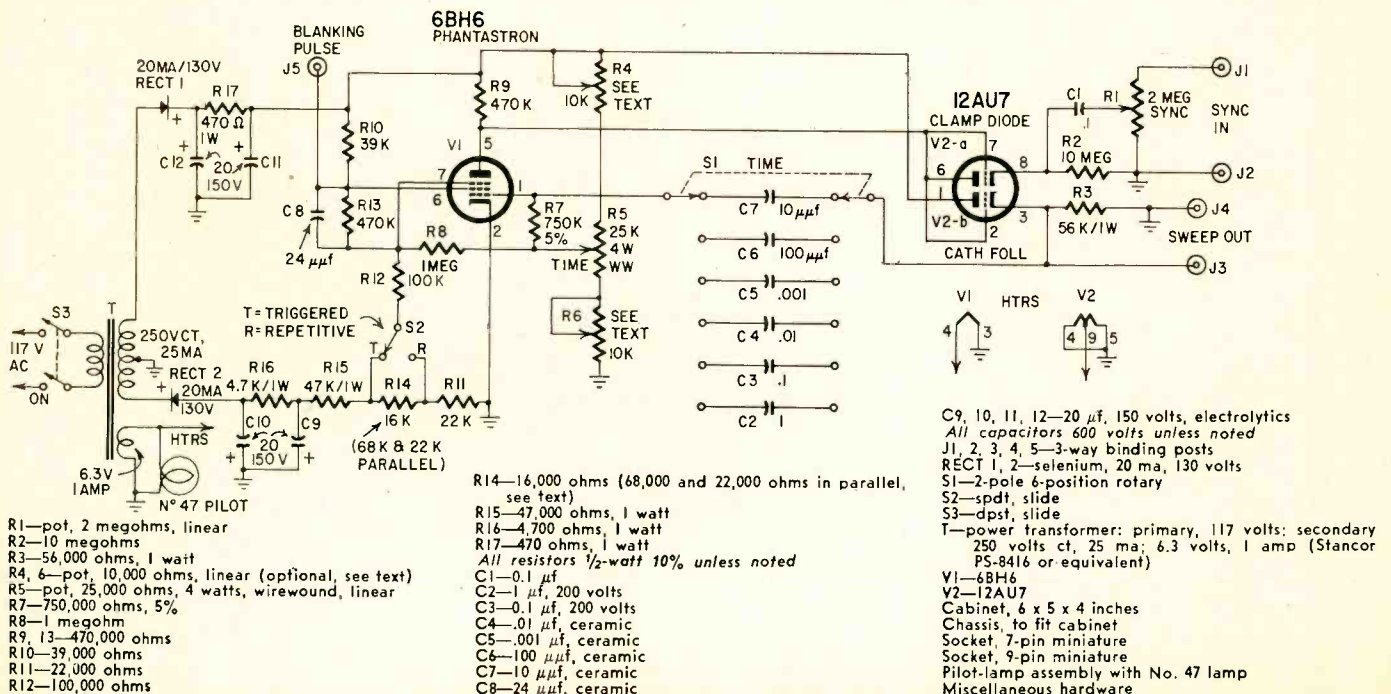 6BH6
PHANTASTRON
BLANKING
PULSE
J5
20MA/130V
RECT 1
R17
470 Ω
1W
C12
20
150V
C11
R10
39K
R9
470K
V1
5
7
6
1
2
C8
24 μμf
R13
470K
R8
1MEG
R7
750K
5%
R12
100K
R4
SEE
TEXT
10K
R5
25K
4W
WW
TIME
R6
SEE
TEXT
10K
S1 TIME
C7 10μμf
C6 100μμf
C5 .001
C4 .01
C3 .1
C2 1
12AU7
CLAMP DIODE
V2-a
7
6
8
1
3
V2-b
2
CATH FOLL
C1
.1
R1
2 MEG
SYNC
R2
10 MEG
R3
56K/1W
J1
SYNC
IN
J2
J4
SWEEP OUT
J3
V1 HTRS V2
4 3
4 9 5
S3
117 V
AC
ON
T
250VCT,
25MA
RECT 2
20MA
130V
R16
4.7K/1W
R15
47K/1W
T=TRIGGERED
R=REPETITIVE
S2
T R
R14
16K
(68K & 22K
PARALLEL)
R11
22K
C10
20
150V
C9
HTRS
6.3V
1AMP
Nº 47 PILOT
R1—pot, 2 megohms, linear
R2—10 megohms
R3—56,000 ohms, 1 watt
R4, 6—pot, 10,000 ohms, linear (optional, see text)
R5—pot, 25,000 ohms, 4 watts, wirewound, linear
R7—750,000 ohms, 5%
R8—1 megohm
R9, 13—470,000 ohms
R10—39,000 ohms
R11—22,000 ohms
R12—100,000 ohms
R14—16,000 ohms (68,000 and 22,000 ohms in parallel,
see text)
R15—47,000 ohms, 1 watt
R16—4,700 ohms, 1 watt
R17—470 ohms, 1 watt
All resistors 1/2-watt 10% unless noted
C1—0.1 μf
C2—1 μf, 200 volts
C3—0.1 μf, 200 volts
C4—.01 μf, ceramic
C5—.001 μf, ceramic
C6—100 μμf, ceramic
C7—10 μμf, ceramic
C8—24 μμf, ceramic
C9, 10, 11, 12—20 μf, 150 volts, electrolytics
All capacitors 600 volts unless noted
J1, 2, 3, 4, 5—3-way binding posts
RECT 1, 2—selenium, 20 ma, 130 volts
S1—2-pole 6-position rotary
S2—spdt, slide
S3—dpst, slide
T—power transformer: primary, 117 volts; secondary
250 volts ct, 25 ma; 6.3 volts, 1 amp (Stancor
PS-8416 or equivalent)
V1—6BH6
V2—12AU7
Cabinet, 6 x 5 x 4 inches
Chassis, to fit cabinet
Socket, 7-pin miniature
Socket, 9-pin miniature
Pilot-lamp assembly with No. 47 lamp
Miscellaneous hardware